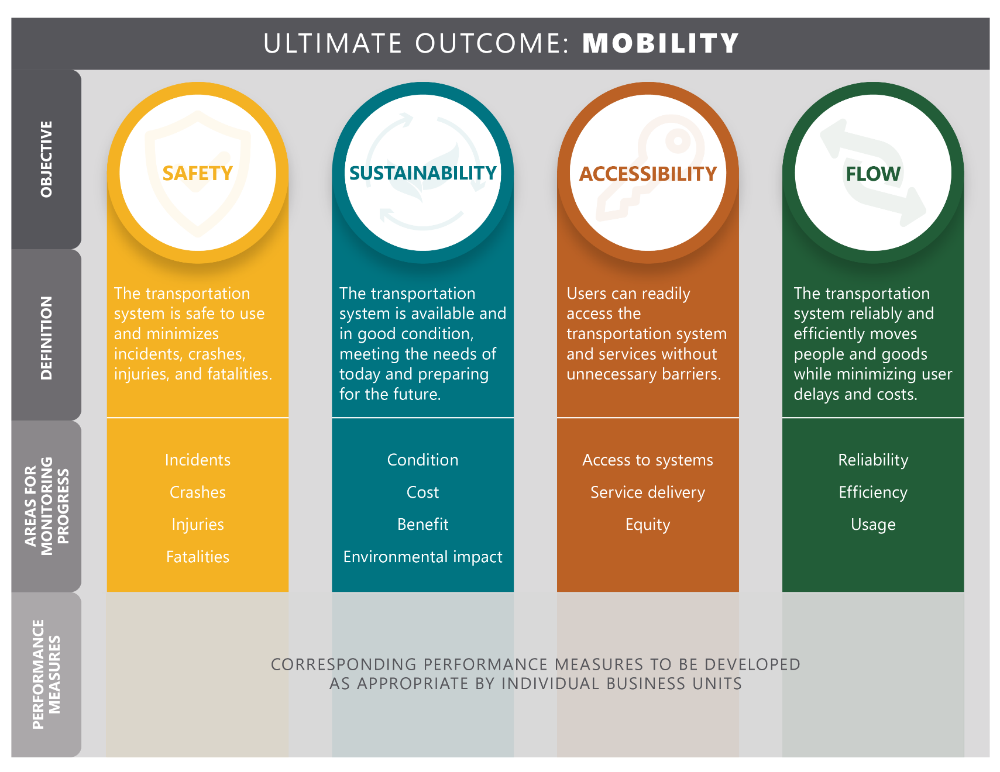 ULTIMATE OUTCOME: MOBILITY
OBJECTIVE
SAFETY
SUSTAINABILITY
ACCESSIBILITY
FLOW
DEFINITION
The transportation
system is safe to use
and minimizes
incidents, crashes,
injuries, and fatalities.
The transportation
system is available and
in good condition,
meeting the needs of
today and preparing
for the future.
Users can readily
access the
transportation system
and services without
unnecessary barriers.
The transportation
system reliably and
efficiently moves
people and goods
while minimizing user
delays and costs.
AREAS FOR
MONITORING
PROGRESS
Incidents
Crashes
Injuries
Fatalities
Condition
Cost
Benefit
Environmental impact
Access to systems
Service delivery
Equity
Reliability
Efficiency
Usage
PERFORMANCE
MEASURES
CORRESPONDING PERFORMANCE MEASURES TO BE DEVELOPED
AS APPROPRIATE BY INDIVIDUAL BUSINESS UNITS